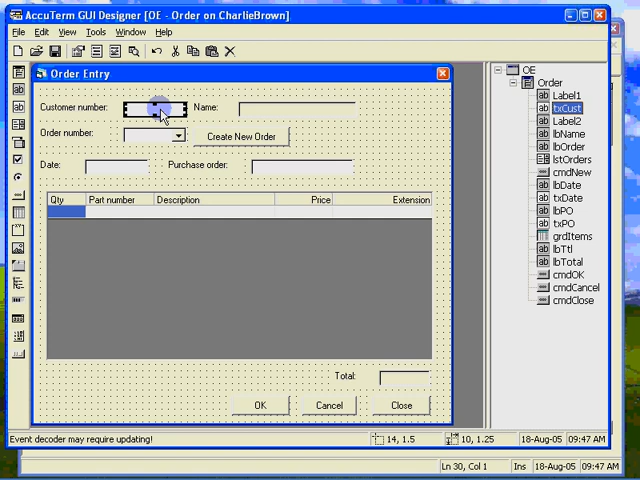 AccuTerm GUI Designer [OE - Order on CharlieBrown]
File Edit View Tools Window Help
Order Entry
Customer number: Name:
Order number: Create New Order
Date: Purchase order:
Qty Part number Description Price Extension
Total:
OK Cancel Close
OE
Order
Label1
txCust
Label2
lbName
lbOrder
lstOrders
cmdNew
lbDate
txDate
lbPO
txPO
grdItems
lbTtl
lbTotal
cmdOK
cmdCancel
cmdClose
Event decoder may require updating! 14, 1.5 10, 1.25 18-Aug-05 09:47 AM
Ln 30, Col 1 Ins 18-Aug-05 09:47 AM